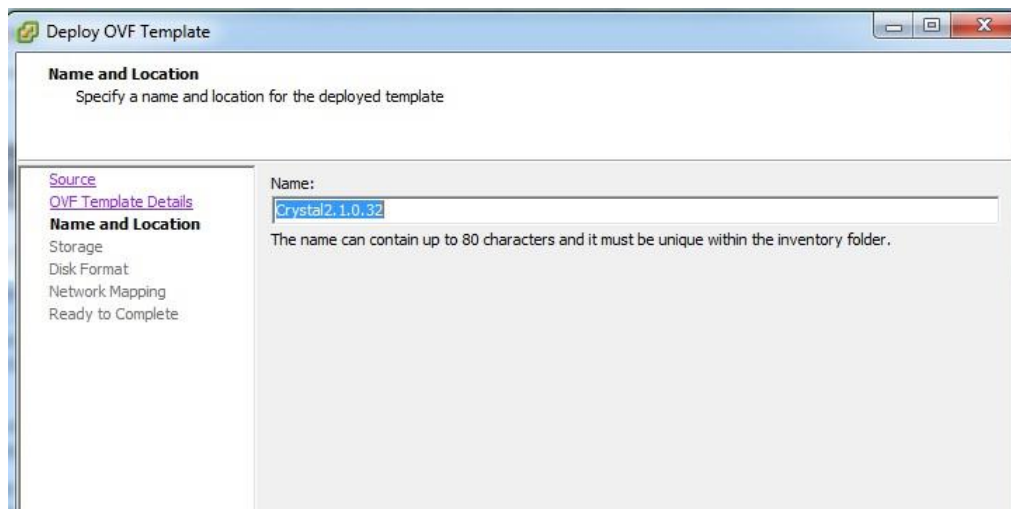 Deploy OVF Template
Name and Location
Specify a name and location for the deployed template
Source
OVF Template Details
Name and Location
Storage
Disk Format
Network Mapping
Ready to Complete
Name:
Crystal2.1.0.32
The name can contain up to 80 characters and it must be unique within the inventory folder.